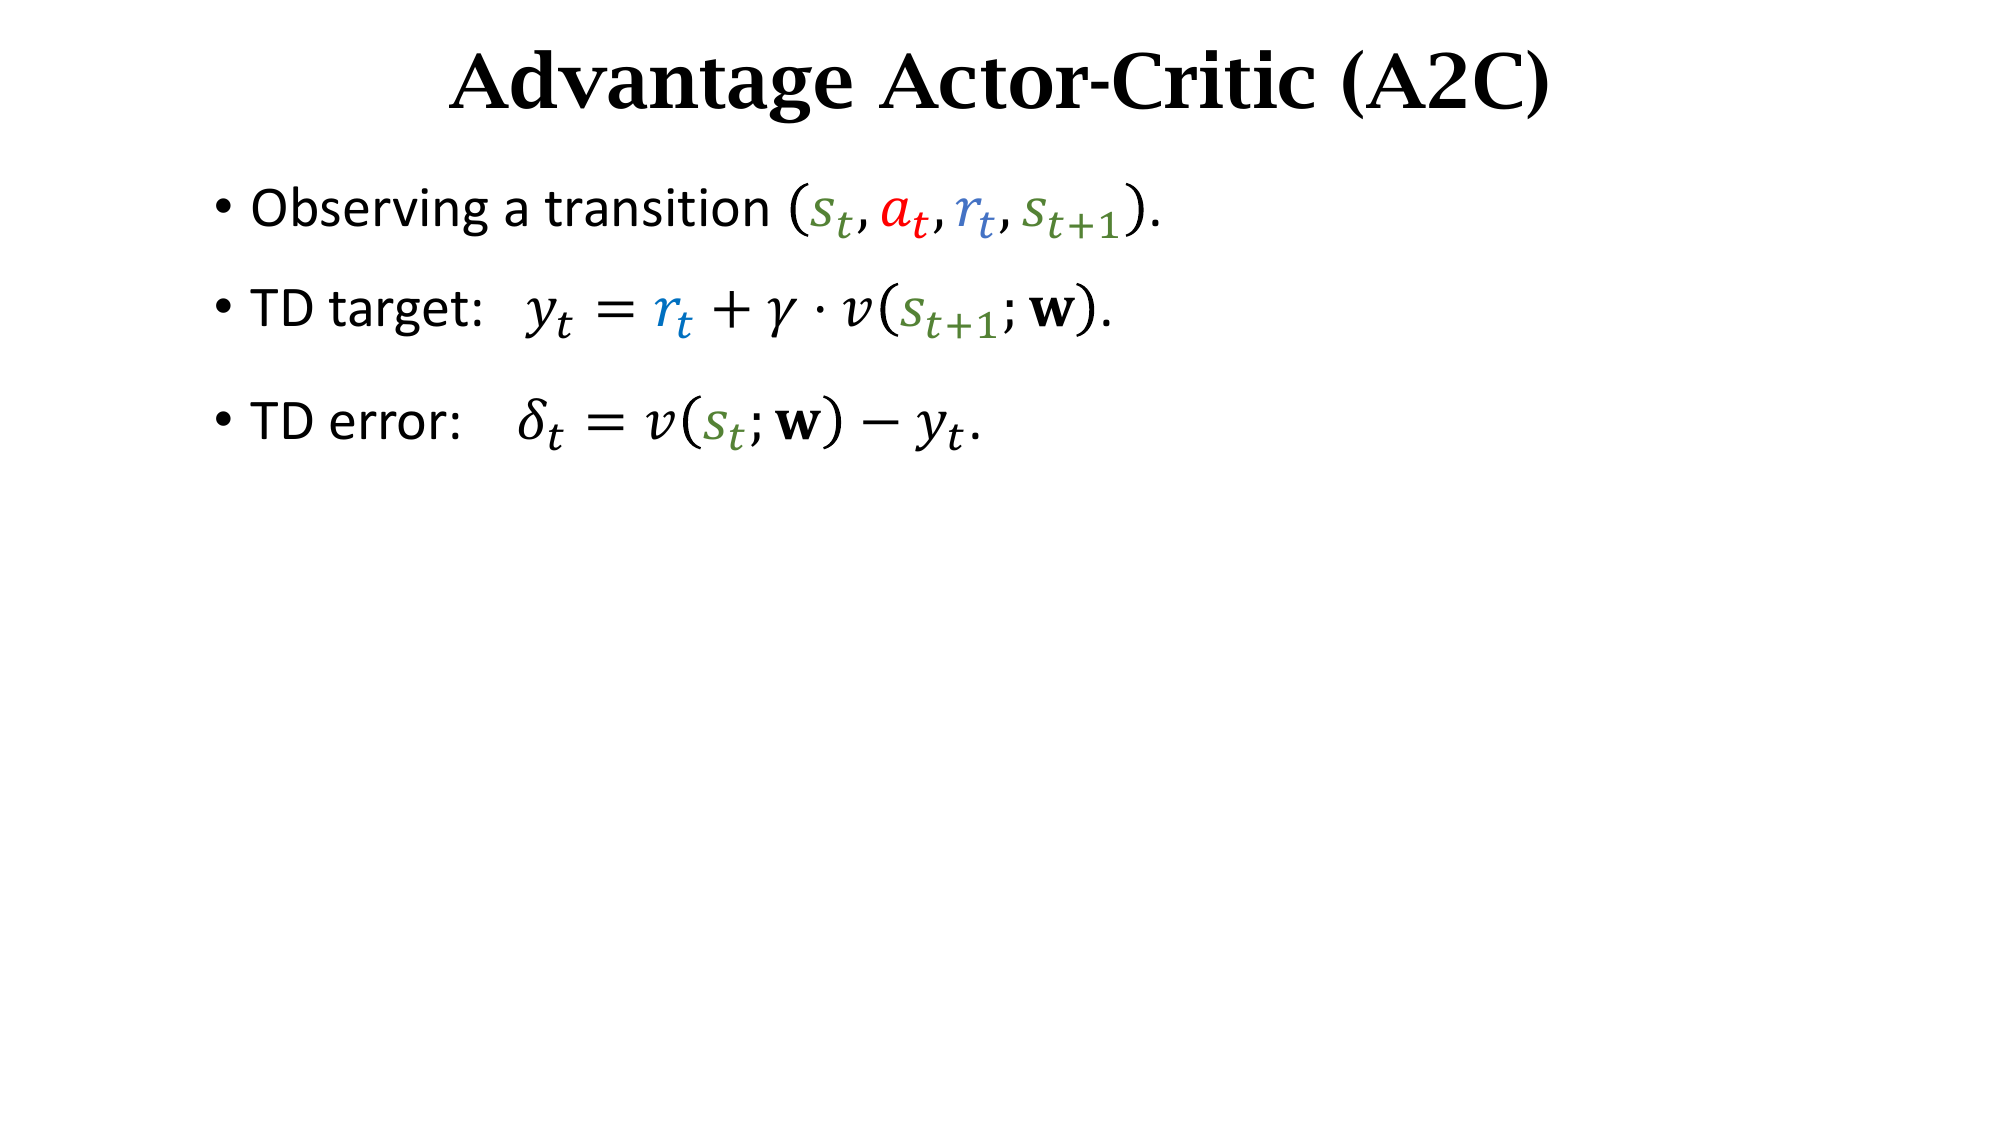 Advantage Actor-Critic (A2C)
• Observing a transition (s_t, a_t, r_t, s_{t+1}).
• TD target: y_t = r_t + γ · v(s_{t+1}; w).
• TD error: δ_t = v(s_t; w) − y_t.